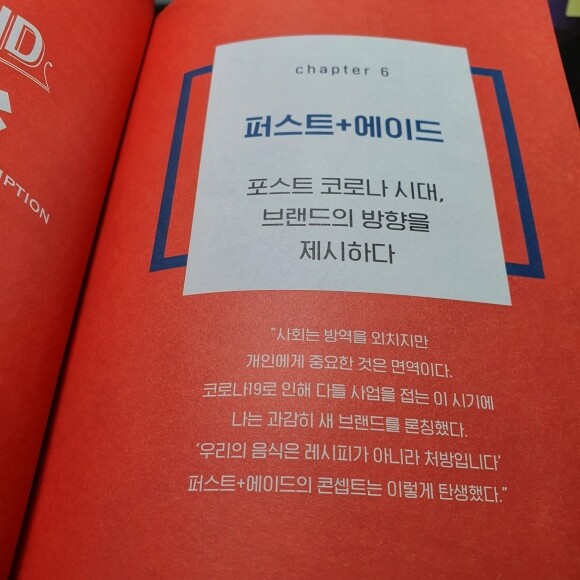 ND
MPTION
chapter 6
퍼스트+에이드
포스트 코로나 시대,
브랜드의 방향을
제시하다
"사회는 방역을 외치지만
개인에게 중요한 것은 면역이다.
코로나19로 인해 다들 사업을 접는 이 시기에
나는 과감히 새 브랜드를 론칭했다.
'우리의 음식은 레시피가 아니라 처방입니다'
퍼스트+에이드의 콘셉트는 이렇게 탄생했다."